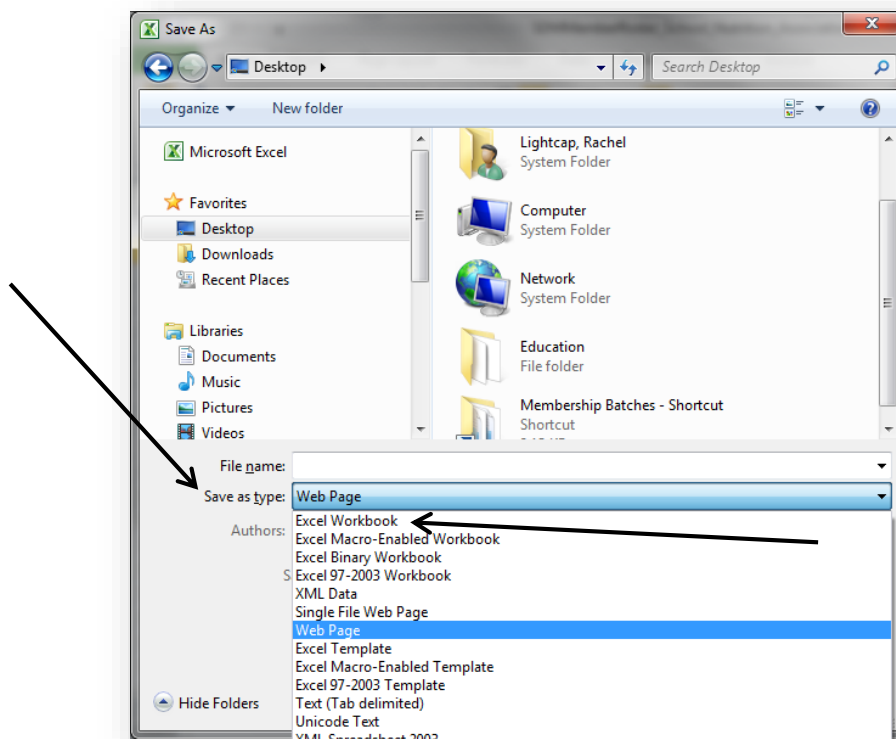 Save As
Desktop
Search Desktop
Organize
New folder
Microsoft Excel
Favorites
Desktop
Downloads
Recent Places
Libraries
Documents
Music
Pictures
Videos
Lightcap, Rachel
System Folder
Computer
System Folder
Network
System Folder
Education
File folder
Membership Batches - Shortcut
Shortcut
File name:
Save as type: Web Page
Authors:
Excel Workbook
Excel Macro-Enabled Workbook
Excel Binary Workbook
S Excel 97-2003 Workbook
XML Data
Single File Web Page
Web Page
Excel Template
Excel Macro-Enabled Template
Excel 97-2003 Template
Hide Folders
Text (Tab delimited)
Unicode Text
XML Spreadsheet 2003